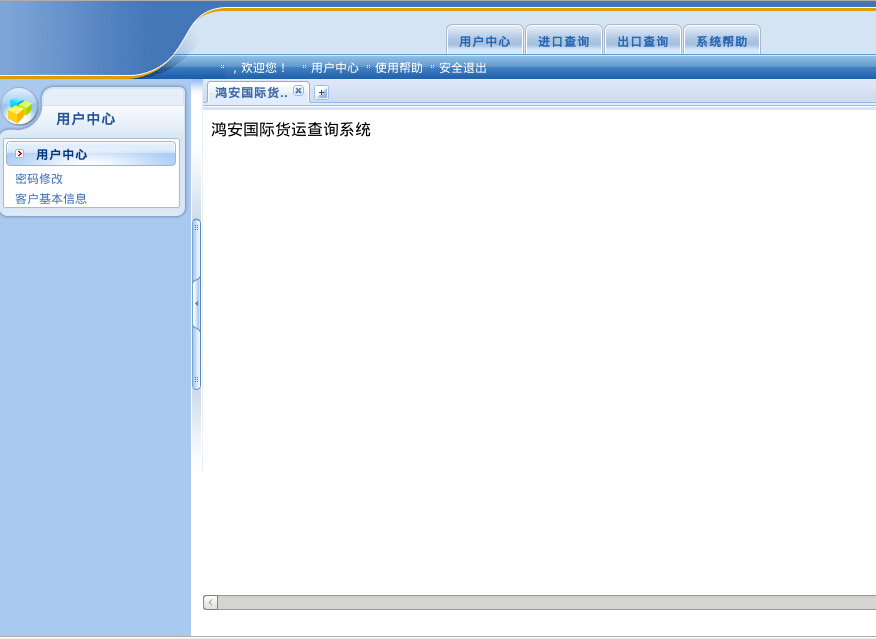 用户中心 进口查询 出口查询 系统帮助
，欢迎您！ 用户中心 使用帮助 安全退出
鸿安国际货..
用户中心
用户中心
密码修改
客户基本信息
鸿安国际货运查询系统